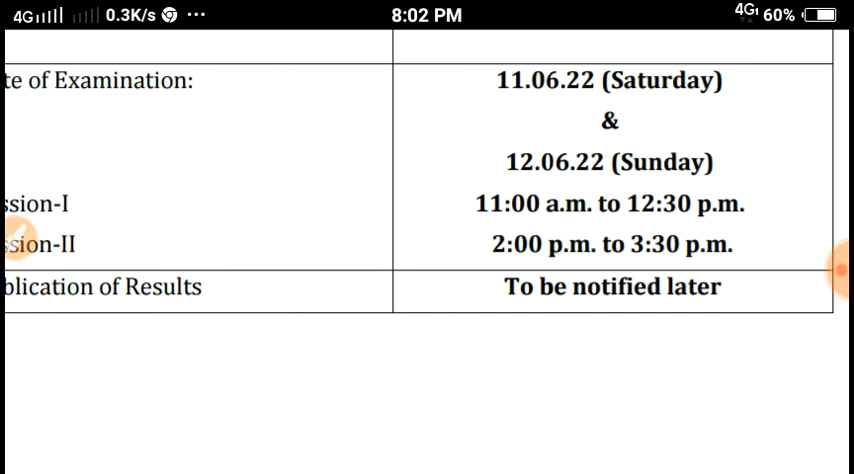 4G 0.3K/s ... 8:02 PM 4G 60%
te of Examination: 11.06.22 (Saturday)
&
12.06.22 (Sunday)
ssion-I 11:00 a.m. to 12:30 p.m.
ssion-II 2:00 p.m. to 3:30 p.m.
blication of Results To be notified later